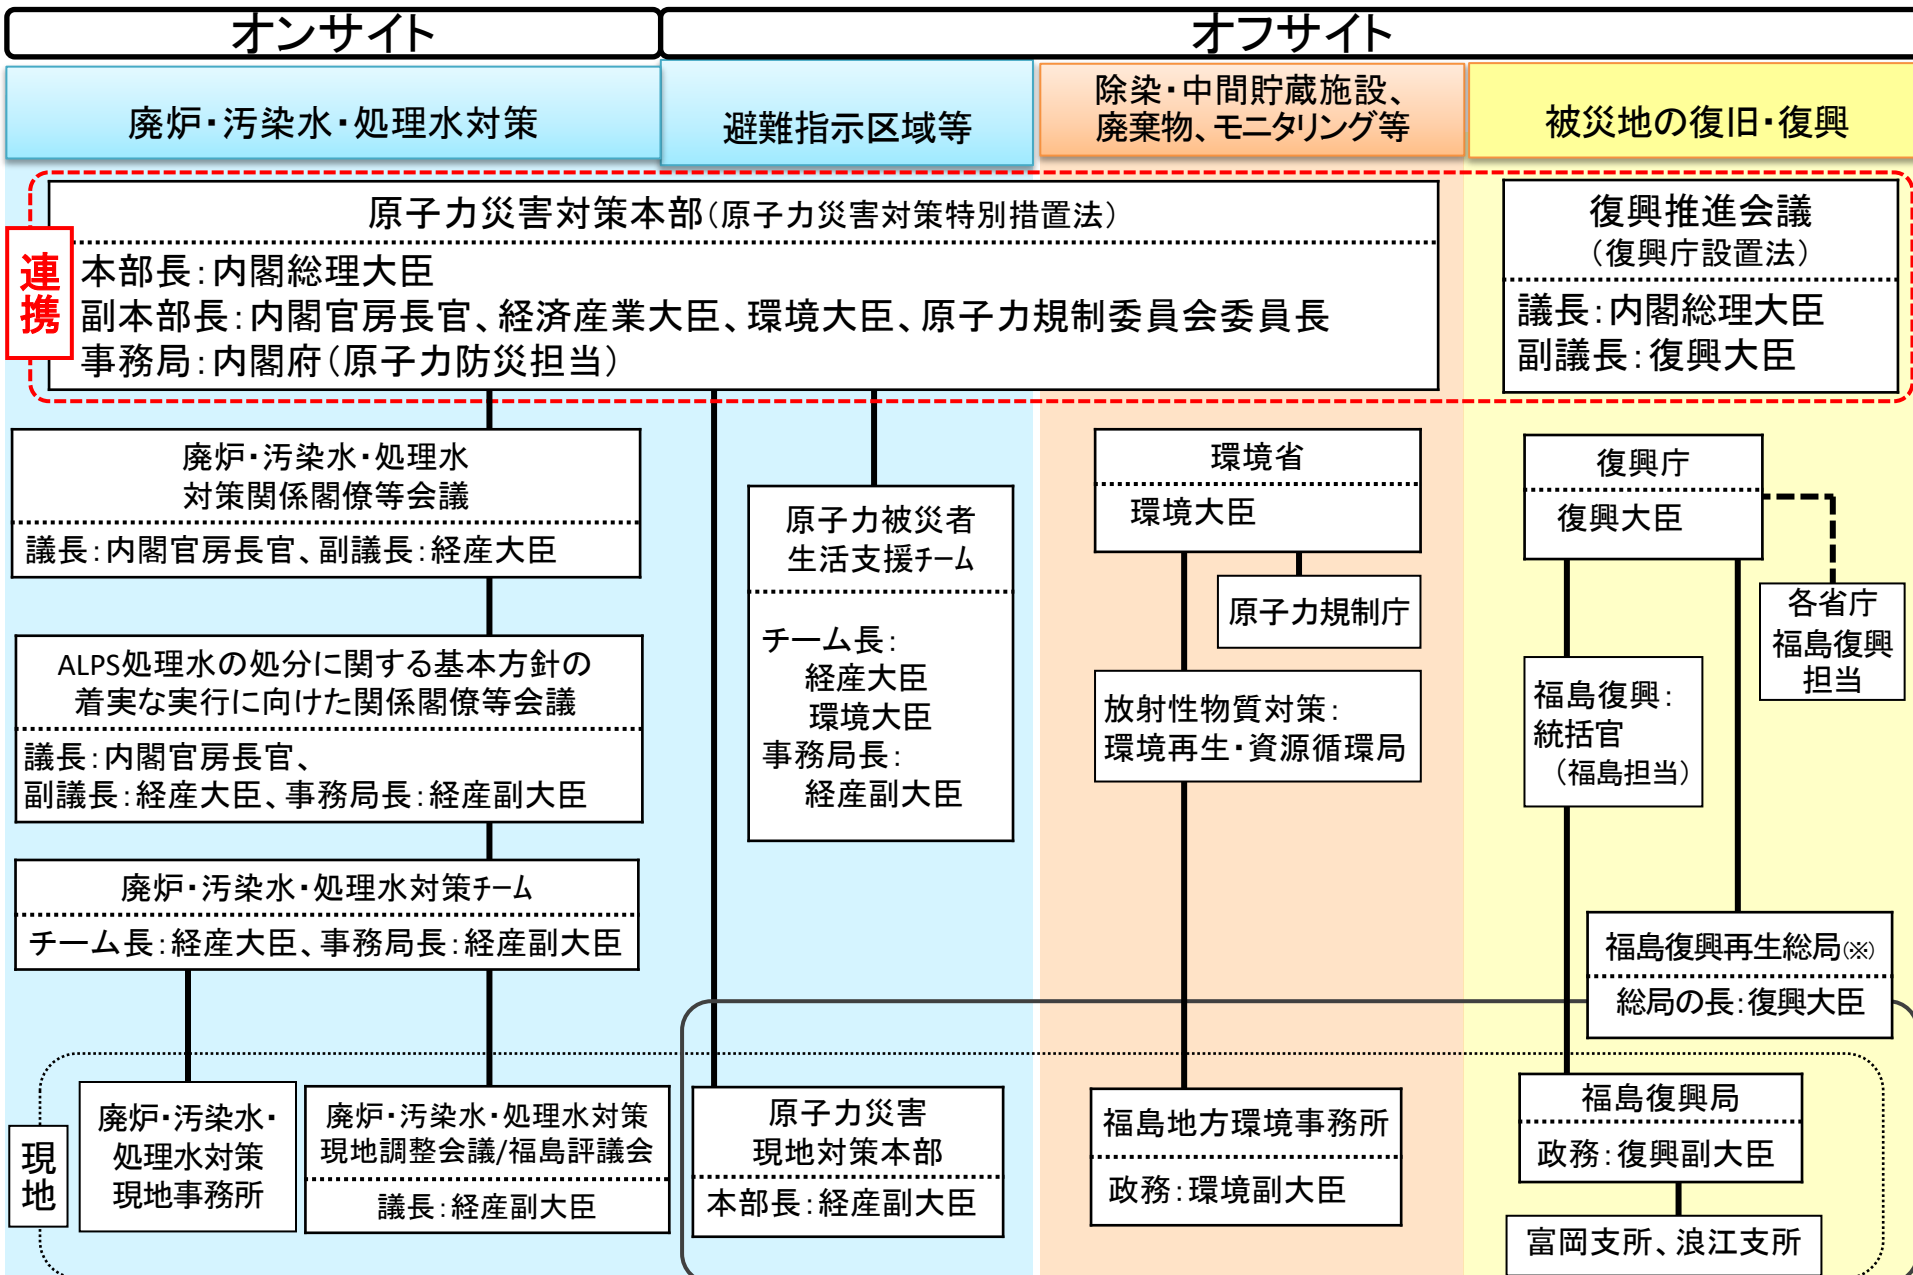 オンサイト
オフサイト
廃炉・汚染水・処理水対策
避難指示区域等
除染・中間貯蔵施設、
廃棄物、モニタリング等
被災地の復旧・復興
連携
原子力災害対策本部(原子力災害対策特別措置法)
本部長:内閣総理大臣
副本部長:内閣官房長官、経済産業大臣、環境大臣、原子力規制委員会委員長
事務局:内閣府(原子力防災担当)
復興推進会議
(復興庁設置法)
議長:内閣総理大臣
副議長:復興大臣
廃炉・汚染水・処理水
対策関係閣僚等会議
議長:内閣官房長官、副議長:経産大臣
ALPS処理水の処分に関する基本方針の
着実な実行に向けた関係閣僚等会議
議長:内閣官房長官、
副議長:経産大臣、事務局長:経産副大臣
廃炉・汚染水・処理水対策チーム
チーム長:経産大臣、事務局長:経産副大臣
原子力被災者
生活支援チーム
チーム長:
経産大臣
環境大臣
事務局長:
経産副大臣
環境省
環境大臣
原子力規制庁
放射性物質対策:
環境再生・資源循環局
復興庁
復興大臣
各省庁
福島復興
担当
福島復興:
統括官
(福島担当)
福島復興再生総局(※)
総局の長:復興大臣
現地
廃炉・汚染水・
処理水対策
現地事務所
廃炉・汚染水・処理水対策
現地調整会議/福島評議会
議長:経産副大臣
原子力災害
現地対策本部
本部長:経産副大臣
福島地方環境事務所
政務:環境副大臣
福島復興局
政務:復興副大臣
富岡支所、浪江支所